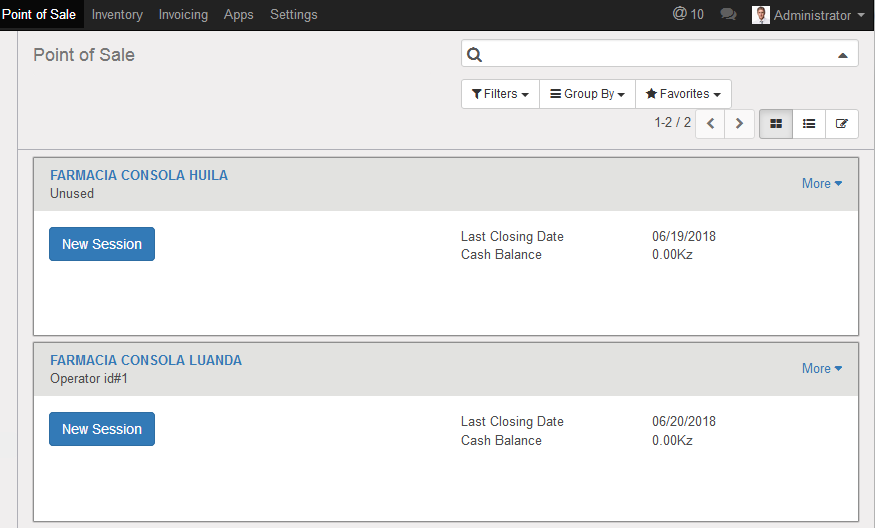 Point of Sale Inventory Invoicing Apps Settings @ 10 Administrator
Point of Sale
Filters Group By Favorites
1-2 / 2
FARMACIA CONSOLA HUILA
Unused
More
New Session
Last Closing Date 06/19/2018
Cash Balance 0.00Kz
FARMACIA CONSOLA LUANDA
Operator id#1
More
New Session
Last Closing Date 06/20/2018
Cash Balance 0.00Kz